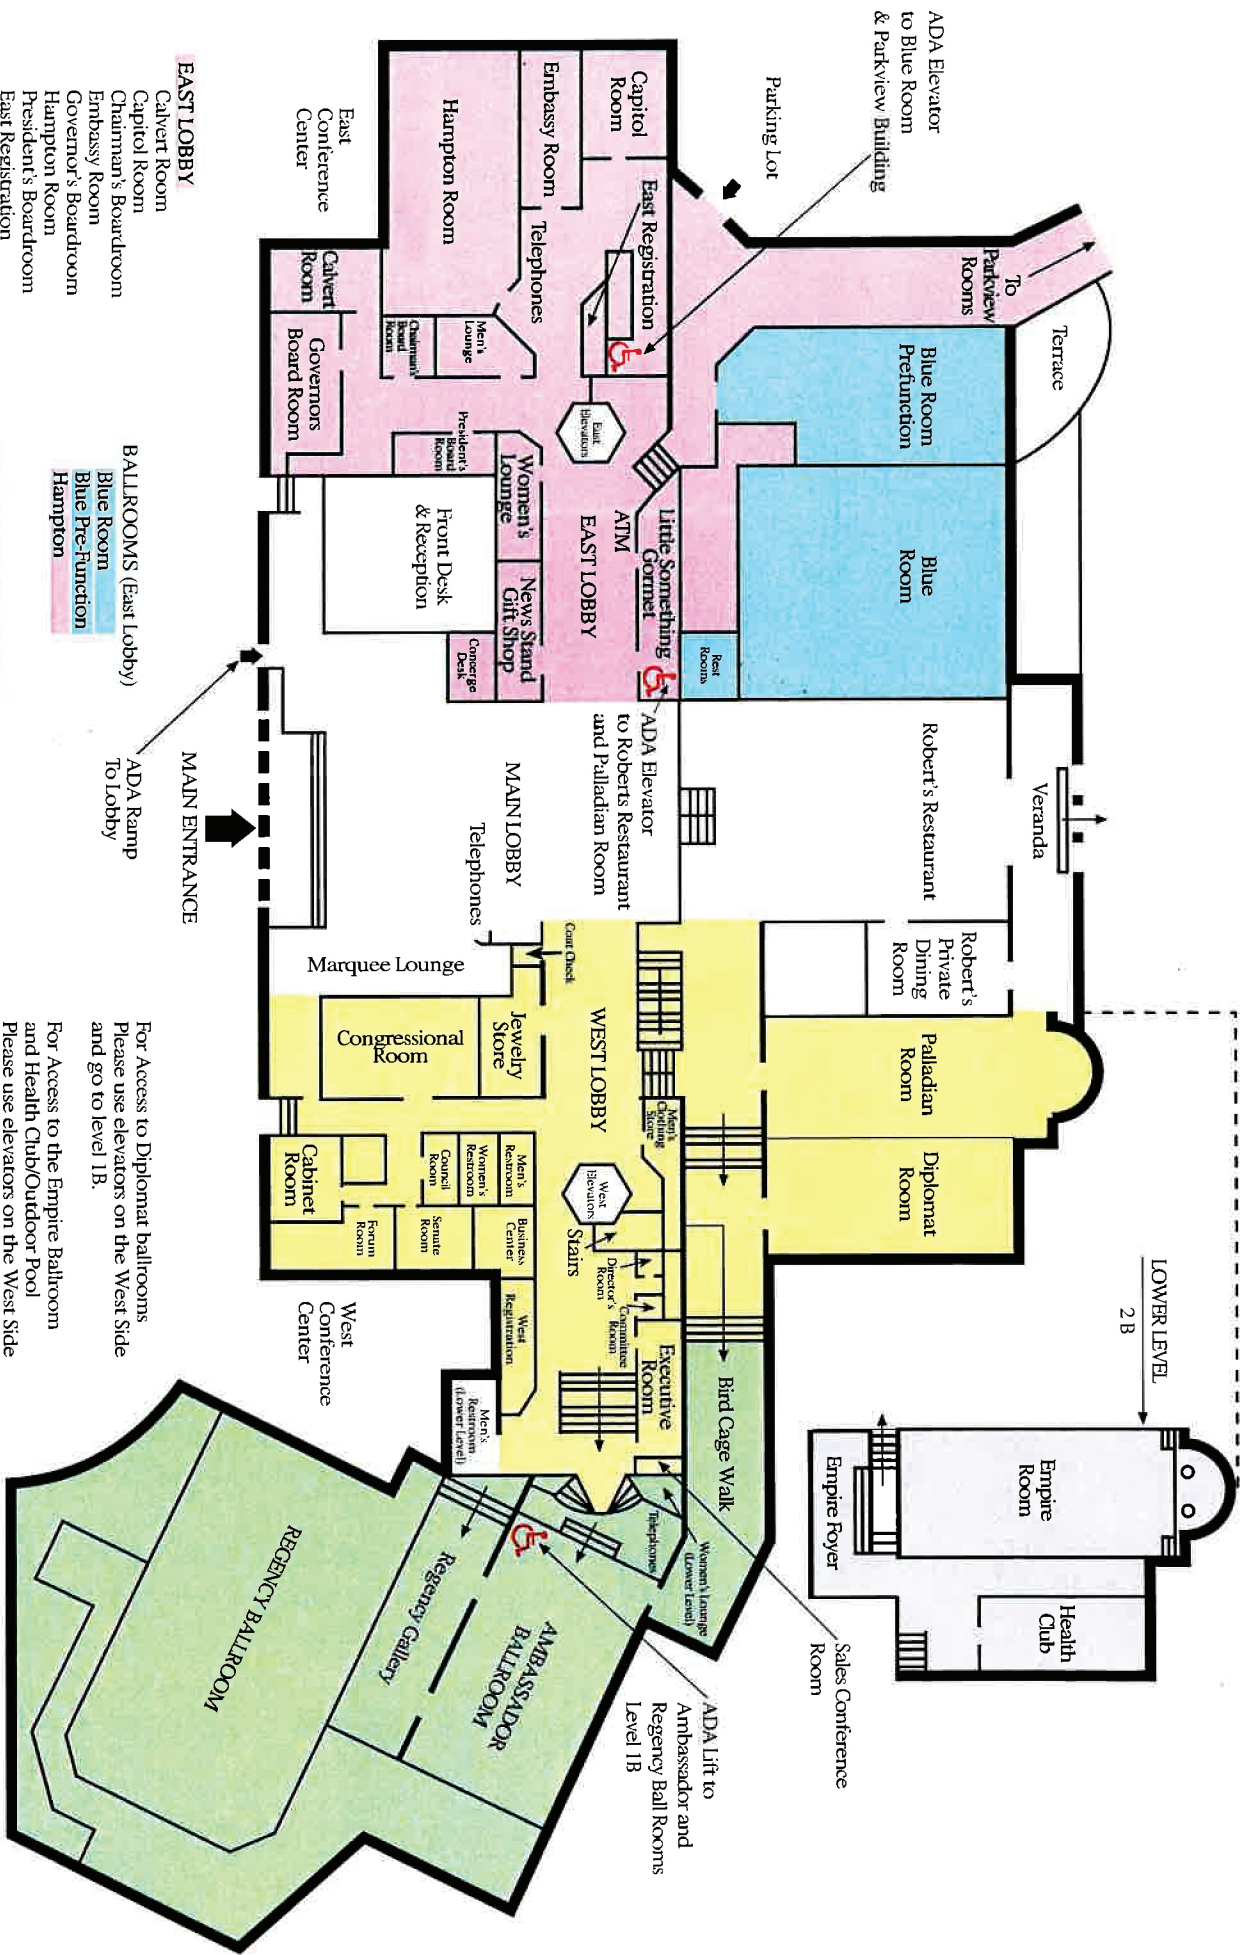 ADA Elevator
to Blue Room
& Parkview Building
Parking Lot
To
Parkview
Rooms
Terrace
Capitol
Room
Embassy Room
Hampton Room
East Registration
Telephones
East
Conference
Center
Calvert
Room
Governors
Board Room
Chairman's
Board
Room
Men's
Lounge
President's
Board
Room
East
Elevators
Blue Room
Prefunction
Blue
Room
Rest
Rooms
Women's
Lounge
Front Desk
& Reception
EAST LOBBY
ATM
Little Something
Gormet
News Stand
Gift Shop
Concerge
Desk
ADA Elevator
to Roberts Restaurant
and Palladian Room
Robert's Restaurant
Veranda
MAIN LOBBY
Telephones
MAIN ENTRANCE
ADA Ramp
To Lobby
Robert's
Private
Dining
Room
Marquee Lounge
Coat Check
Congressional
Room
Jewelry
Store
WEST LOBBY
Palladian
Room
Diplomat
Room
Men's
Clothing
Store
West
Elevators
Stairs
Men's
Restroom
Women's
Restroom
Council
Room
Cabinet
Room
Forum
Room
Senate
Room
Business
Center
Director's
Room
Committee
Room
West
Registration
Executive
Room
Bird Cage Walk
West
Conference
Center
Men's
Restroom
(Lower Level)
Telephones
Women's Lounge
(Lower Level)
Sales Conference
Room
ADA Lift to
Ambassador and
Regency Ball Rooms
Level 1B
AMBASSADOR
BALLROOM
Regency Gallery
REGENCY BALLROOM
LOWER LEVEL
2 B
Empire
Room
Empire Foyer
Health
Club
EAST LOBBY
Calvert Room
Capitol Room
Chairman's Boardroom
Embassy Room
Governor's Boardroom
Hampton Room
President's Boardroom
East Registration
BALLROOMS (East Lobby)
Blue Room
Blue Pre-Function
Hampton
For Access to Diplomat ballrooms
Please use elevators on the West Side
and go to level 1B.
For Access to the Empire Ballroom
and Health Club/Outdoor Pool
Please use elevators on the West Side